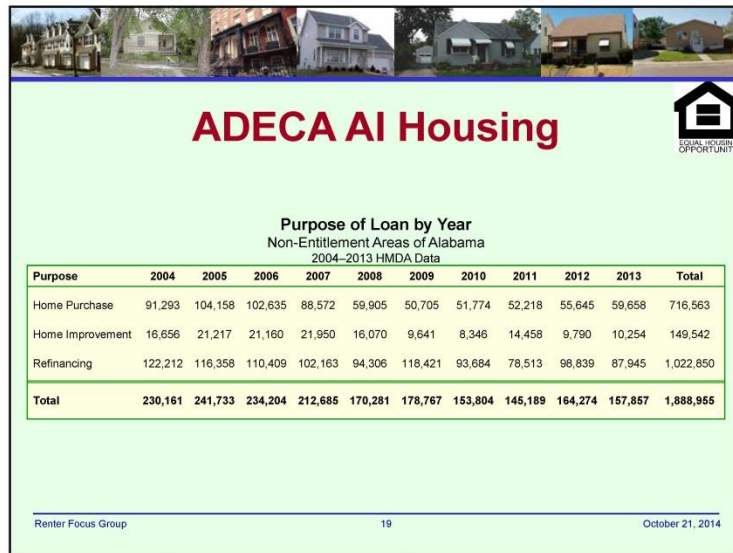 ADECA AI Housing
EQUAL HOUSIN
OPPORTUNIT
Purpose of Loan by Year
Non-Entitlement Areas of Alabama
2004–2013 HMDA Data
Purpose 2004 2005 2006 2007 2008 2009 2010 2011 2012 2013 Total
Home Purchase 91,293 104,158 102,635 88,572 59,905 50,705 51,774 52,218 55,645 59,658 716,563
Home Improvement 16,656 21,217 21,160 21,950 16,070 9,641 8,346 14,458 9,790 10,254 149,542
Refinancing 122,212 116,358 110,409 102,163 94,306 118,421 93,684 78,513 98,839 87,945 1,022,850
Total 230,161 241,733 234,204 212,685 170,281 178,767 153,804 145,189 164,274 157,857 1,888,955
Renter Focus Group 19 October 21, 2014